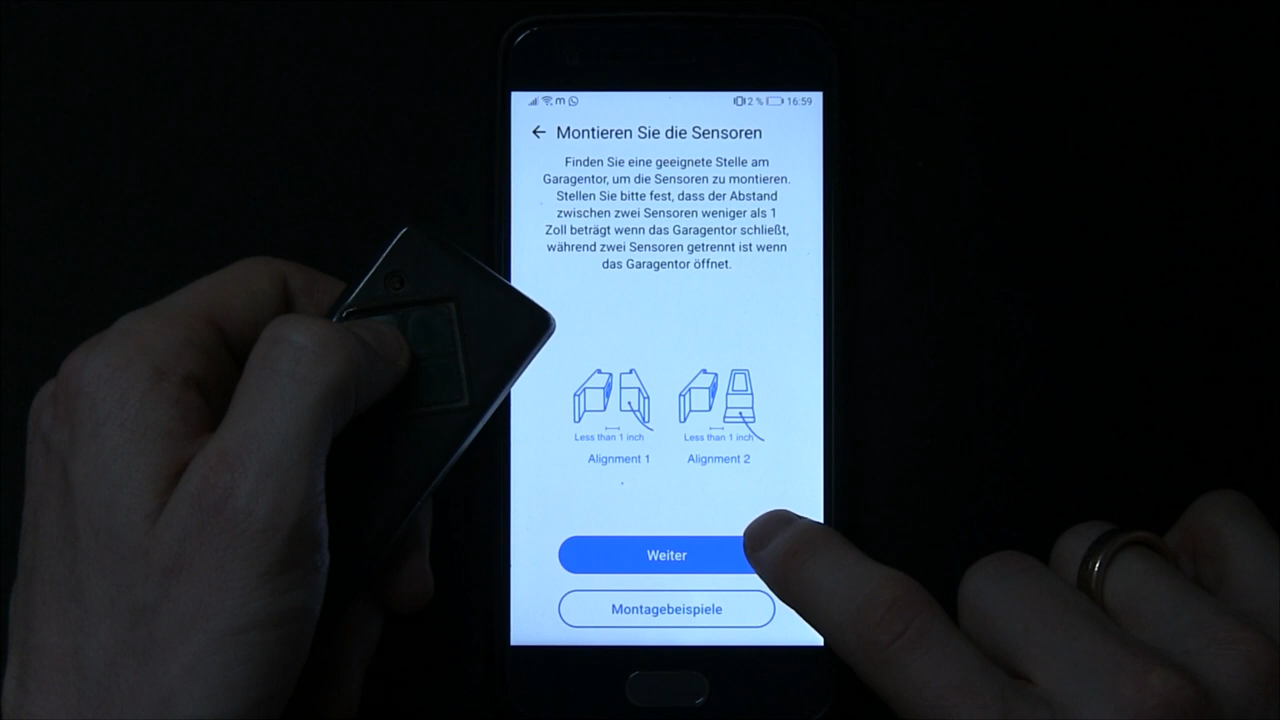 2 % 16:59
Montieren Sie die Sensoren
Finden Sie eine geeignete Stelle am
Garagentor, um die Sensoren zu montieren.
Stellen Sie bitte fest, dass der Abstand
zwischen zwei Sensoren weniger als 1
Zoll beträgt wenn das Garagentor schließt,
während zwei Sensoren getrennt ist wenn
das Garagentor öffnet.
Less than 1 inch Less than 1 inch
Alignment 1 Alignment 2
Weiter
Montagebeispiele